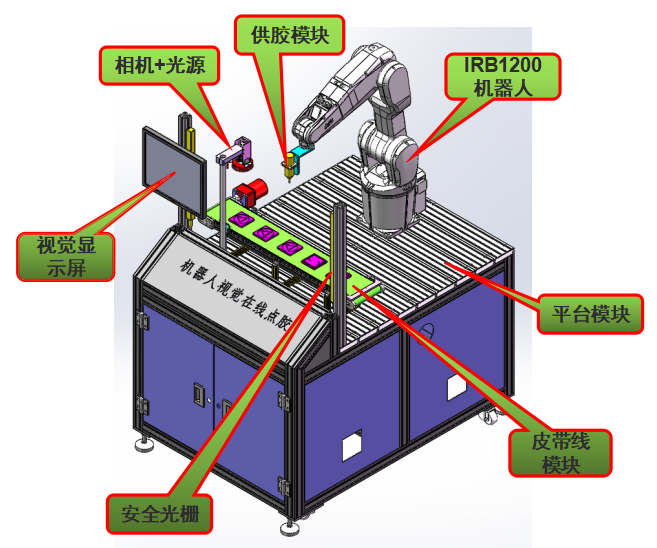 供胶模块
相机+光源
IRB1200
机器人
视觉显
示屏
机器人视觉在线点胶
平台模块
皮带线
模块
安全光栅